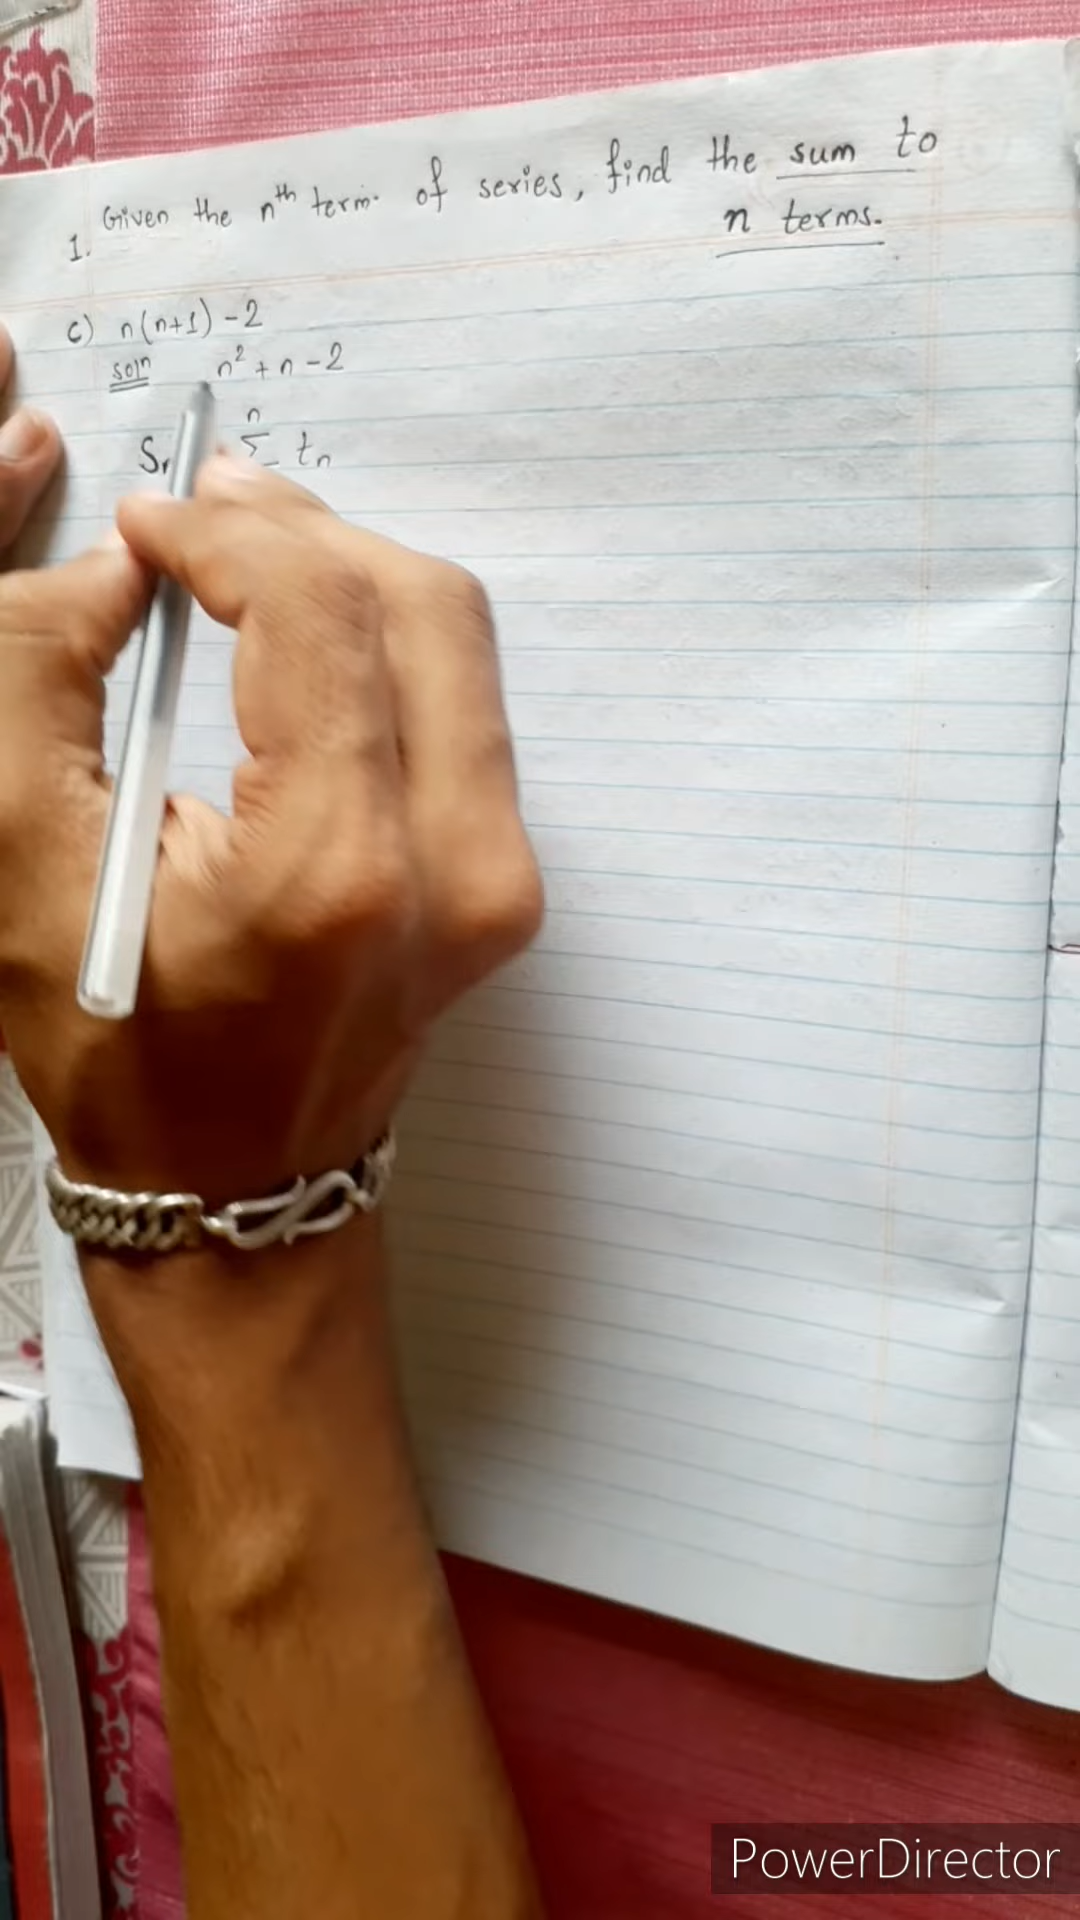 1. Given the nth term. of series, find the sum to
n terms.
c) n(n+1) - 2
soln n² + n - 2
n
Σ tn
PowerDirector